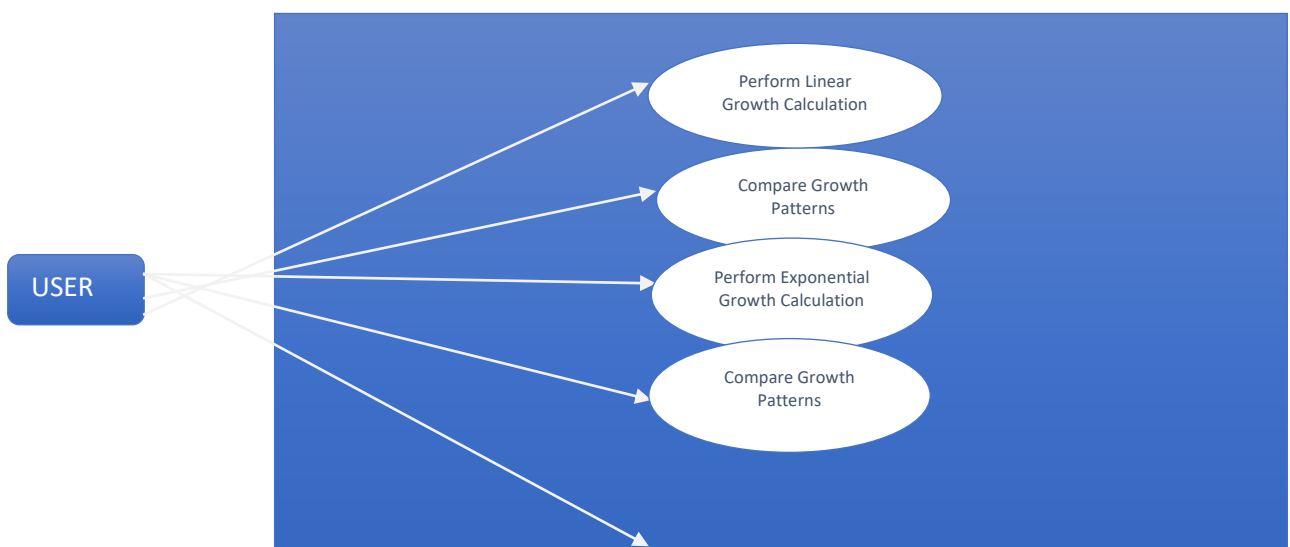 Perform Linear
Growth Calculation
Compare Growth
Patterns
USER
Perform Exponential
Growth Calculation
Compare Growth
Patterns